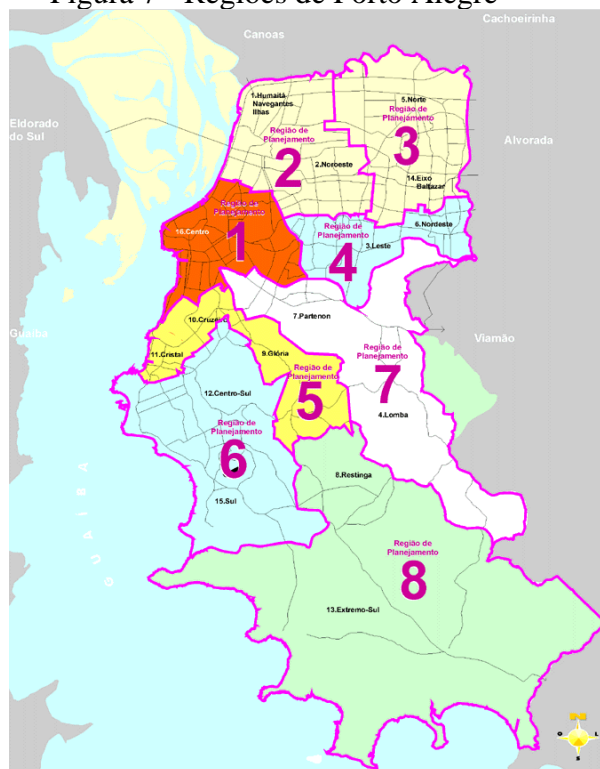 Figura 7 - Regiões de Porto Alegre
Cachoeirinha
Canoas
Eldorado
do Sul
Alvorada
1.Humaitá
Navegantes
Ilhas
Região de
Planejamento
2
2.Noroeste
5.Norte
Região de
Planejamento
3
14.Eixo
Baltazar
Região de
Planejamento
1
16.Centro
Região de
Planejamento
4
3.Leste
6.Nordeste
Guaíba
Viamão
7.Partenon
10.Cruzeiro
11.Cristal
9.Glória
Região de
Planejamento
5
Região de
Planejamento
7
4.Lomba
12.Centro-Sul
Região de
Planejamento
6
15.Sul
GUAIBA
8.Restinga
Região de
Planejamento
8
13.Extremo-Sul
N
O
L
S